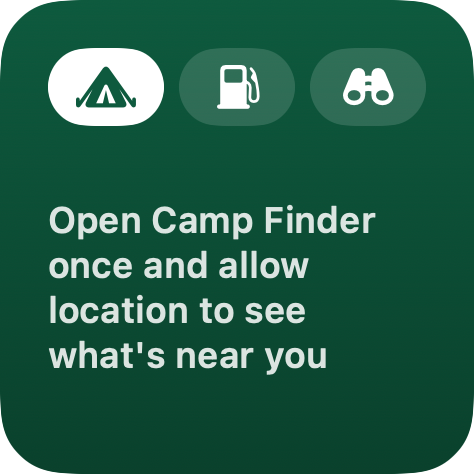 Open Camp Finder
once and allow
location to see
what's near you